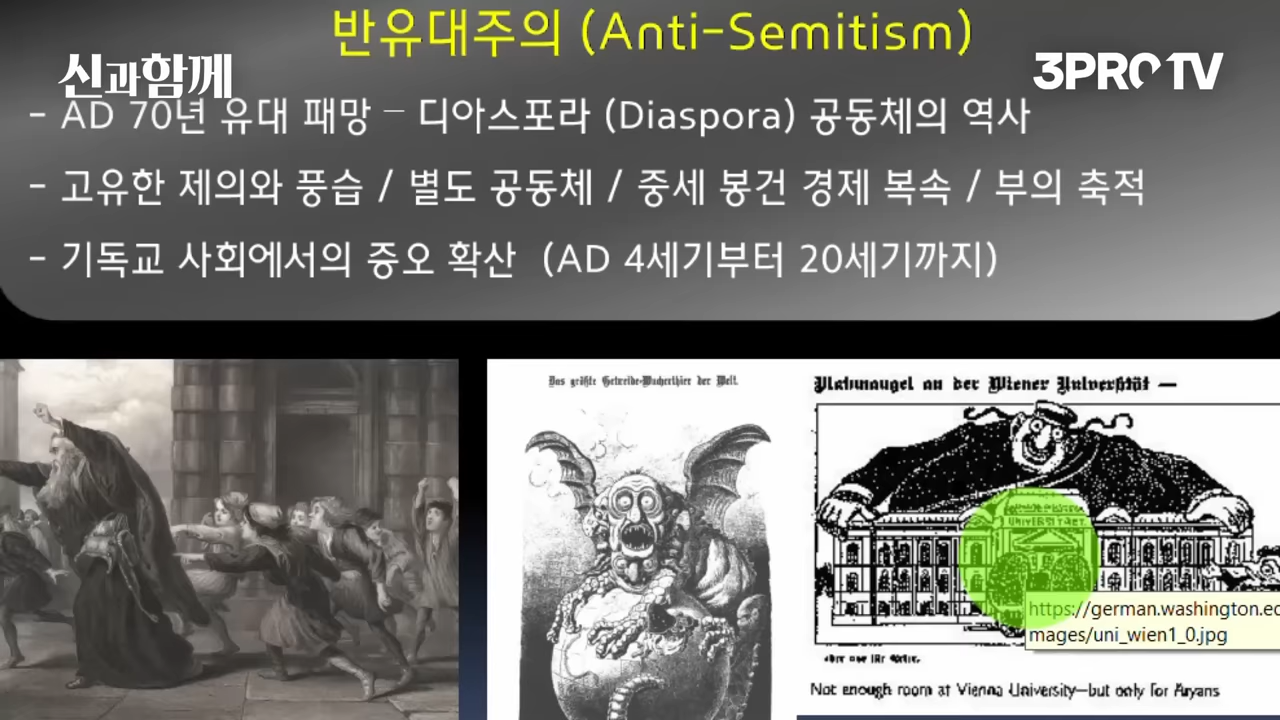 반유대주의 (Anti-Semitism)
신과함께
3PROTV
- AD 70년 유대 패망 – 디아스포라 (Diaspora) 공동체의 역사
- 고유한 제의와 풍습 / 별도 공동체 / 중세 봉건 경제 복속 / 부의 축적
- 기독교 사회에서의 증오 확산 (AD 4세기부터 20세기까지)
Das größte Getreide-Wucherthier der Welt.
Platzmangel an der Wiener Universität —
UNIVERSITAET
https://german.washington.ed
mages/uni_wien1_0.jpg
Not enough room at Vienna University—but only for Aryans